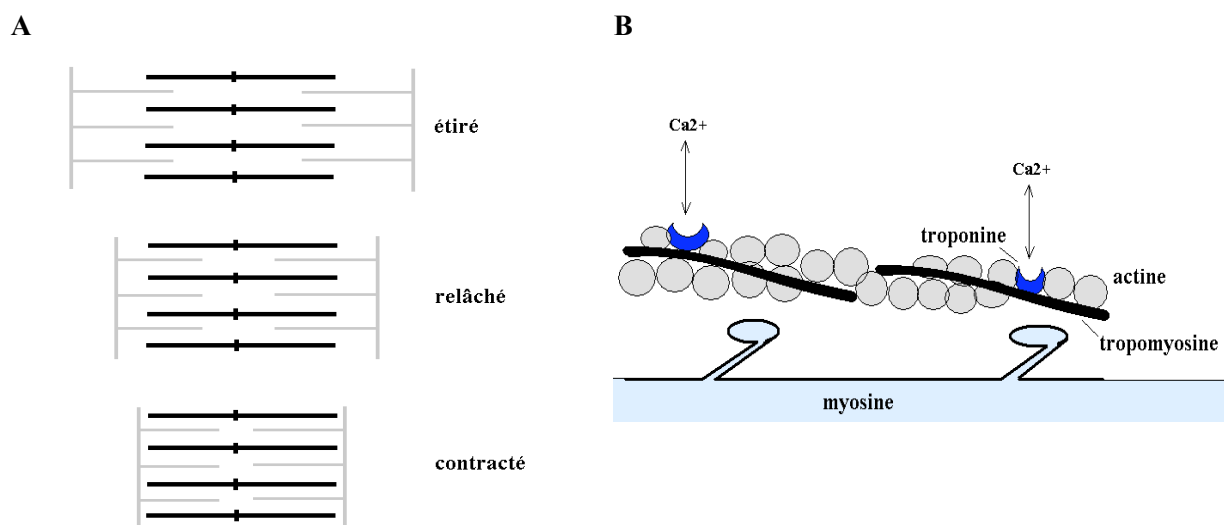 A
étiré
relâché
contracté
B
Ca2+
Ca2+
troponine
actine
tropomyosine
myosine